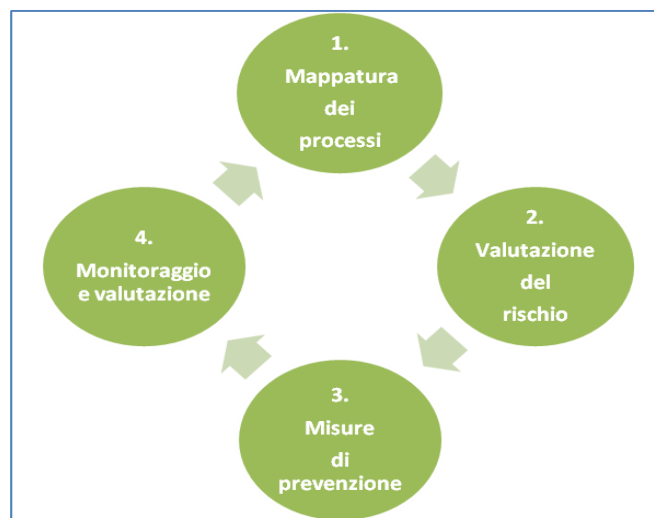 1.
Mappatura
dei
processi
2.
Valutazione
del
rischio
3.
Misure
di
prevenzione
4.
Monitoraggio
e valutazione